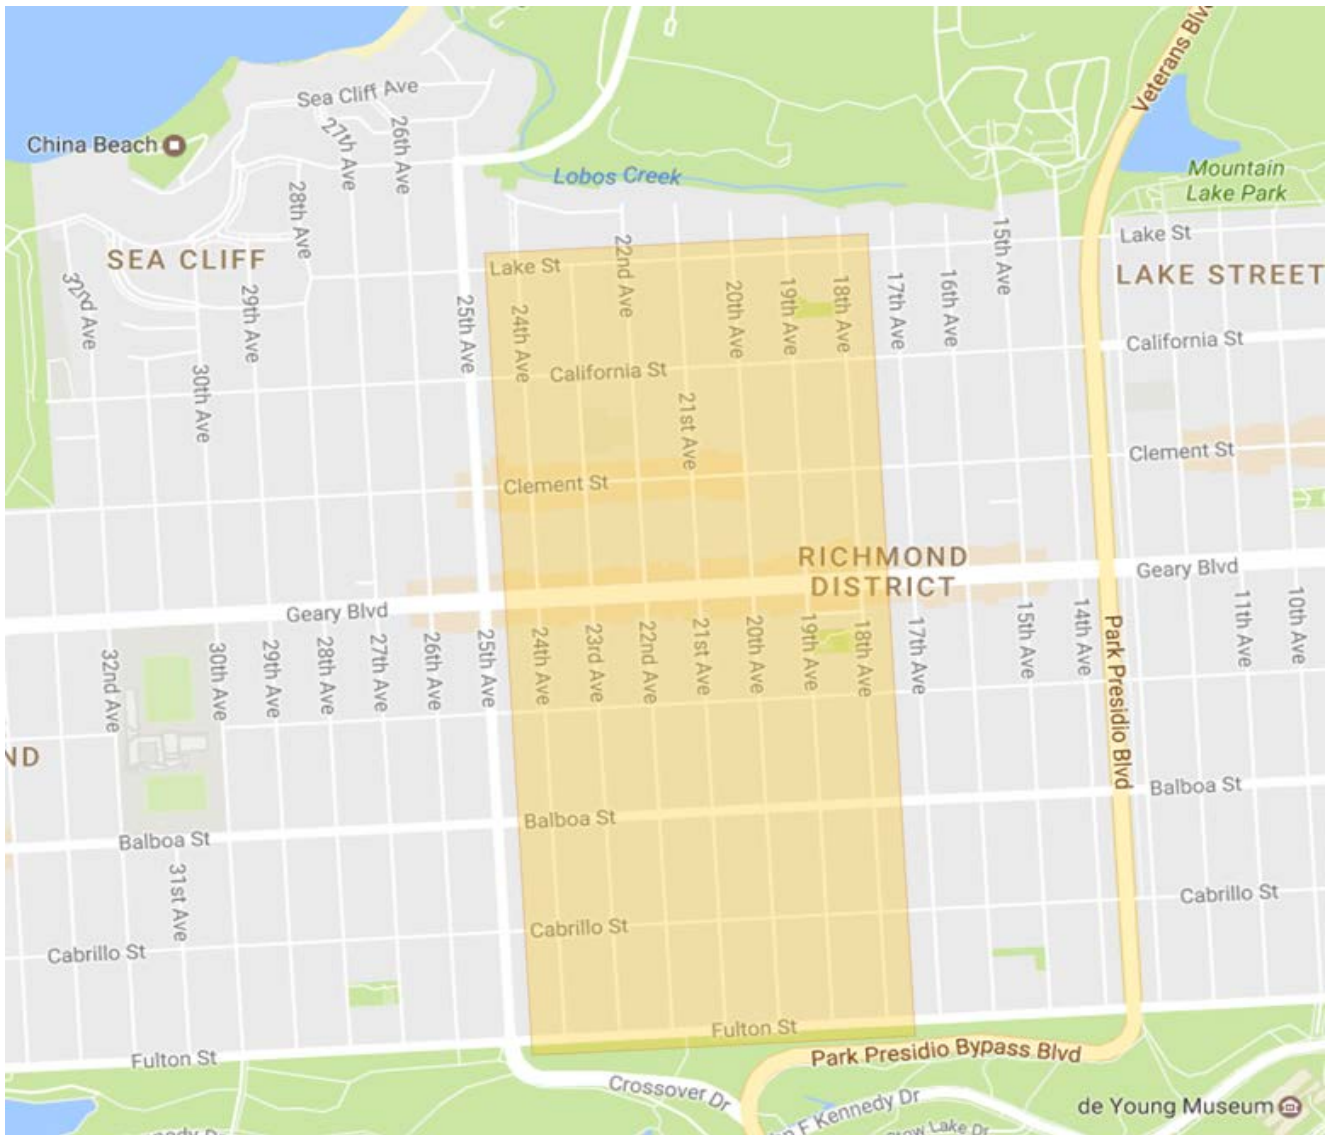 Veterans Blvd
Sea Cliff Ave
China Beach
27th Ave
26th Ave
Lobos Creek
Mountain
Lake Park
28th Ave
SEA CLIFF
22nd Ave
15th Ave
Lake St
Lake St
LAKE STREET
32nd Ave
29th Ave
25th Ave
24th Ave
20th Ave
19th Ave
18th Ave
17th Ave
16th Ave
California St
California St
30th Ave
21st Ave
Clement St
Clement St
RICHMOND
DISTRICT
Geary Blvd
Geary Blvd
32nd Ave
30th Ave
29th Ave
28th Ave
27th Ave
26th Ave
25th Ave
24th Ave
23rd Ave
22nd Ave
21st Ave
20th Ave
19th Ave
18th Ave
17th Ave
15th Ave
14th Ave
Park Presidio Blvd
11th Ave
10th Ave
ND
Balboa St
Balboa St
Balboa St
31st Ave
Cabrillo St
Cabrillo St
Cabrillo St
Fulton St
Fulton St
Park Presidio Bypass Blvd
Crossover Dr
n F Kennedy Dr
de Young Museum
Lake Dr